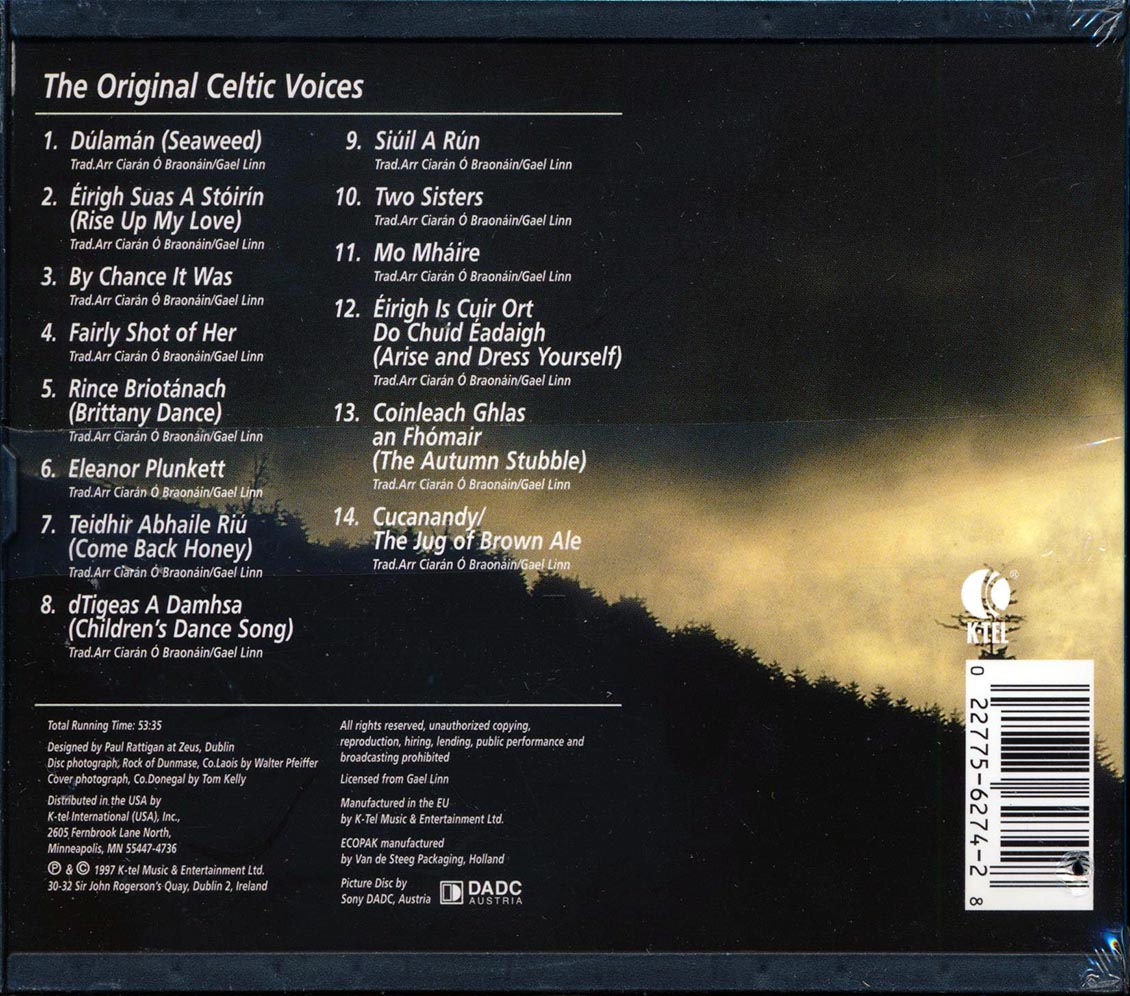 The Original Celtic Voices
1. Dúlamán (Seaweed)
Trad.Arr Ciarán Ó Braonáin/Gael Linn
2. Éirigh Suas A Stóirín
(Rise Up My Love)
Trad.Arr Ciarán Ó Braonáin/Gael Linn
3. By Chance It Was
Trad.Arr Ciarán Ó Braonáin/Gael Linn
4. Fairly Shot of Her
Trad.Arr Ciarán Ó Braonáin/Gael Linn
5. Rince Briotánach
(Brittany Dance)
Trad.Arr Ciarán Ó Braonáin/Gael Linn
6. Eleanor Plunkett
Trad.Arr Ciarán Ó Braonáin/Gael Linn
7. Teidhir Abhaile Riú
(Come Back Honey)
Trad.Arr Ciarán Ó Braonáin/Gael Linn
8. dTigeas A Damhsa
(Children's Dance Song)
Trad.Arr Ciarán Ó Braonáin/Gael Linn
9. Siúil A Rún
Trad.Arr Ciarán Ó Braonáin/Gael Linn
10. Two Sisters
Trad.Arr Ciarán Ó Braonáin/Gael Linn
11. Mo Mháire
Trad.Arr Ciarán Ó Braonáin/Gael Linn
12. Éirigh Is Cuir Ort
Do Chuid Éadaigh
(Arise and Dress Yourself)
Trad.Arr Ciarán Ó Braonáin/Gael Linn
13. Coinleach Ghlas
an Fhómair
(The Autumn Stubble)
Trad.Arr Ciarán Ó Braonáin/Gael Linn
14. Cucanandy/
The Jug of Brown Ale
Trad.Arr Ciarán Ó Braonáin/Gael Linn
Total Running Time: 53:35
Designed by Paul Rattigan at Zeus, Dublin
Disc photograph, Rock of Dunmase, Co.Laois by Walter Pfeiffer
Cover photograph, Co.Donegal by Tom Kelly
Distributed in the USA by
K-tel International (USA), Inc.,
2605 Fernbrook Lane North,
Minneapolis, MN 55447-4736
℗ & © 1997 K-tel Music & Entertainment Ltd.
30-32 Sir John Rogerson's Quay, Dublin 2, Ireland
All rights reserved, unauthorized copying,
reproduction, hiring, lending, public performance and
broadcasting prohibited
Licensed from Gael Linn
Manufactured in the EU
by K-Tel Music & Entertainment Ltd.
ECOPAK manufactured
by Van de Steeg Packaging, Holland
Picture Disc by
Sony DADC, Austria
DADC
AUSTRIA
K-TEL®
0 22775-6274-2 8